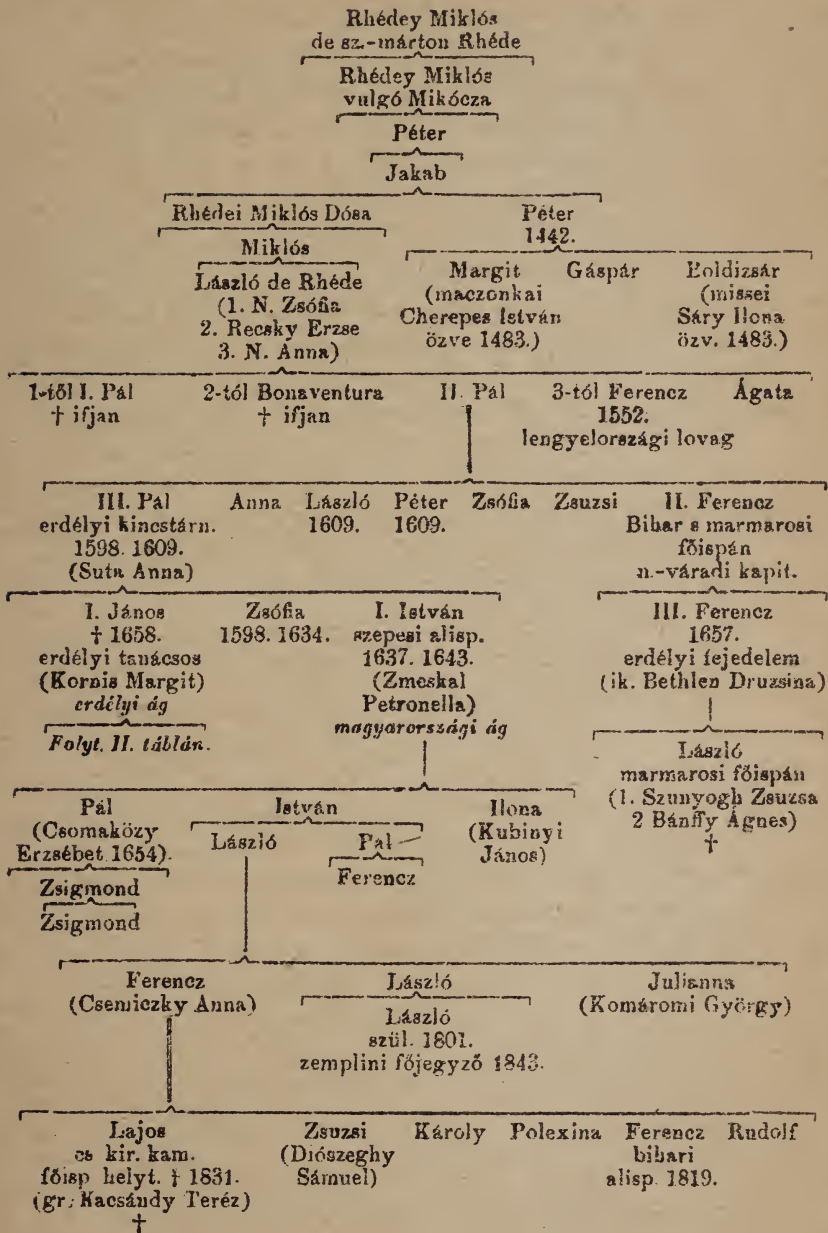 Rhédey Miklós
de sz.-márton Rhéde
Rhédey Miklós
vulgó Mikócza
Péter
Jakab
Rhédei Miklós Dósa
Péter
1442.
Miklós
László de Rhéde
(1. N. Zsófia
2. Recsky Erzse
3. N. Anna)
Margit
(maczonkai
Cherepes István
özve 1483.)
Gáspár
Boldizsár
(missei
Sáry Ilona
özv. 1483.)
1-től I. Pál
† ifjan
2-tól Bonaventura
† ifjan
II. Pál
3-tól Ferencz
1552.
lengyelországi lovag
Ágata
III. Pál
erdélyi kincstárn.
1598. 1609.
(Suta Anna)
Anna
László
1609.
Péter
1609.
Zsófia
Zsuzsi
II. Ferencz
Bihar s marmarosi
főispán
n.-váradi kapit.
I. János
† 1658.
erdélyi tanácsos
(Kornis Margit)
erdélyi ág
Folyt. II. táblán.
Zsófia
1598. 1634.
I. István
szepesi alisp.
1637. 1643.
(Zmeskal
Petronella)
magyarországi ág
III. Ferencz
1657.
erdélyi fejedelem
(ik. Bethlen Druzsina)
László
marmarosi főispán
(1. Szunyogh Zsuzsa
2 Bánffy Ágnes)
†
Pál
(Csomaközy
Erzsébet 1654).
Zsigmond
Zsigmond
István
László
Pal
Ferencz
Ilona
(Kubinyi
János)
Ferencz
(Csemiczky Anna)
László
László
szül. 1801.
zemplini főjegyző 1843.
Julianna
(Komáromi György)
Lajos
cs kir. kam.
főisp helyt. † 1831.
(gr. Kacsándy Teréz)
†
Zsuzsi
(Diószeghy
Sámuel)
Károly
Polexina
Ferencz
bihari
alisp. 1819.
Rudolf